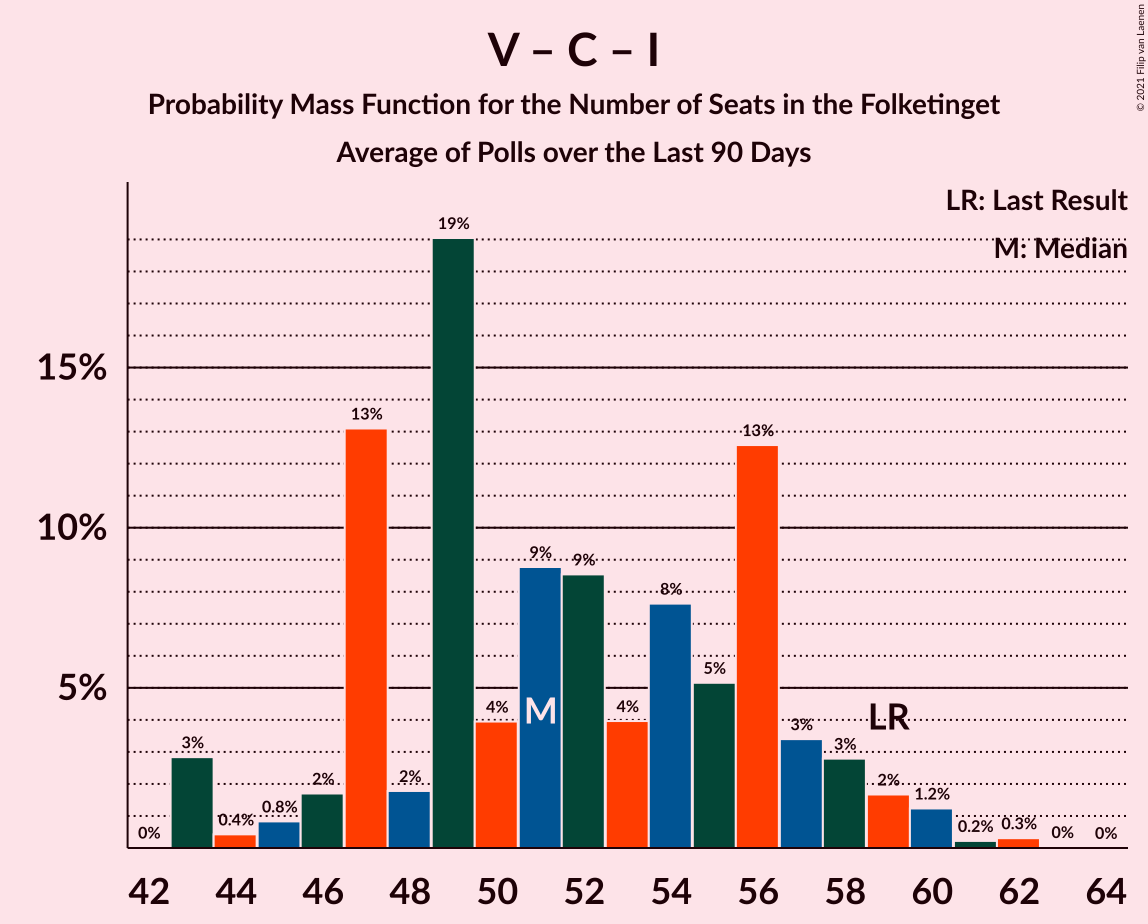 © 2021 Filip van Laenen
V – C – I
Probability Mass Function for the Number of Seats in the Folketinget
Average of Polls over the Last 90 Days
LR: Last Result
M: Median
15%
10%
5%
0%
3%
0.4%
0.8%
2%
13%
2%
19%
4%
9%
M
9%
4%
8%
5%
13%
3%
3%
LR
2%
1.2%
0.2%
0.3%
0%
0%
42 44 46 48 50 52 54 56 58 60 62 64